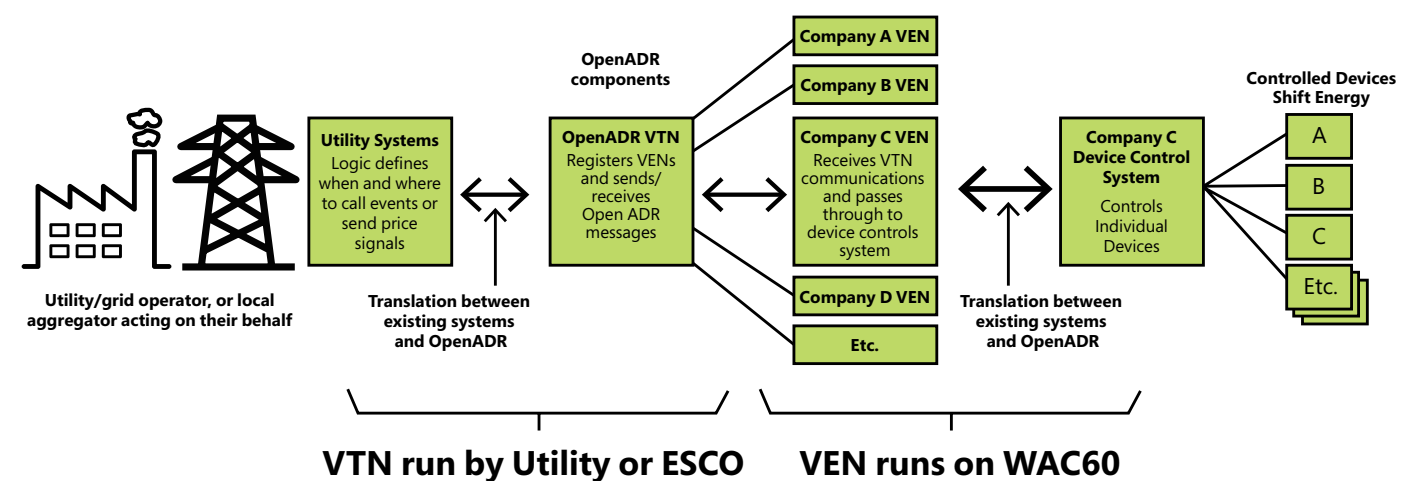 Utility/grid operator, or local
aggregator acting on their behalf
Utility Systems
Logic defines
when and where
to call events or
send price
signals
Translation between
existing systems
and OpenADR
OpenADR
components
OpenADR VTN
Registers VENs
and sends/
receives
Open ADR
messages
Company A VEN
Company B VEN
Company C VEN
Receives VTN
communications
and passes
through to
device controls
system
Company D VEN
Etc.
Translation between
existing systems
and OpenADR
Company C
Device Control
System
Controls
Individual
Devices
Controlled Devices
Shift Energy
A
B
C
Etc.
VTN run by Utility or ESCO
VEN runs on WAC60